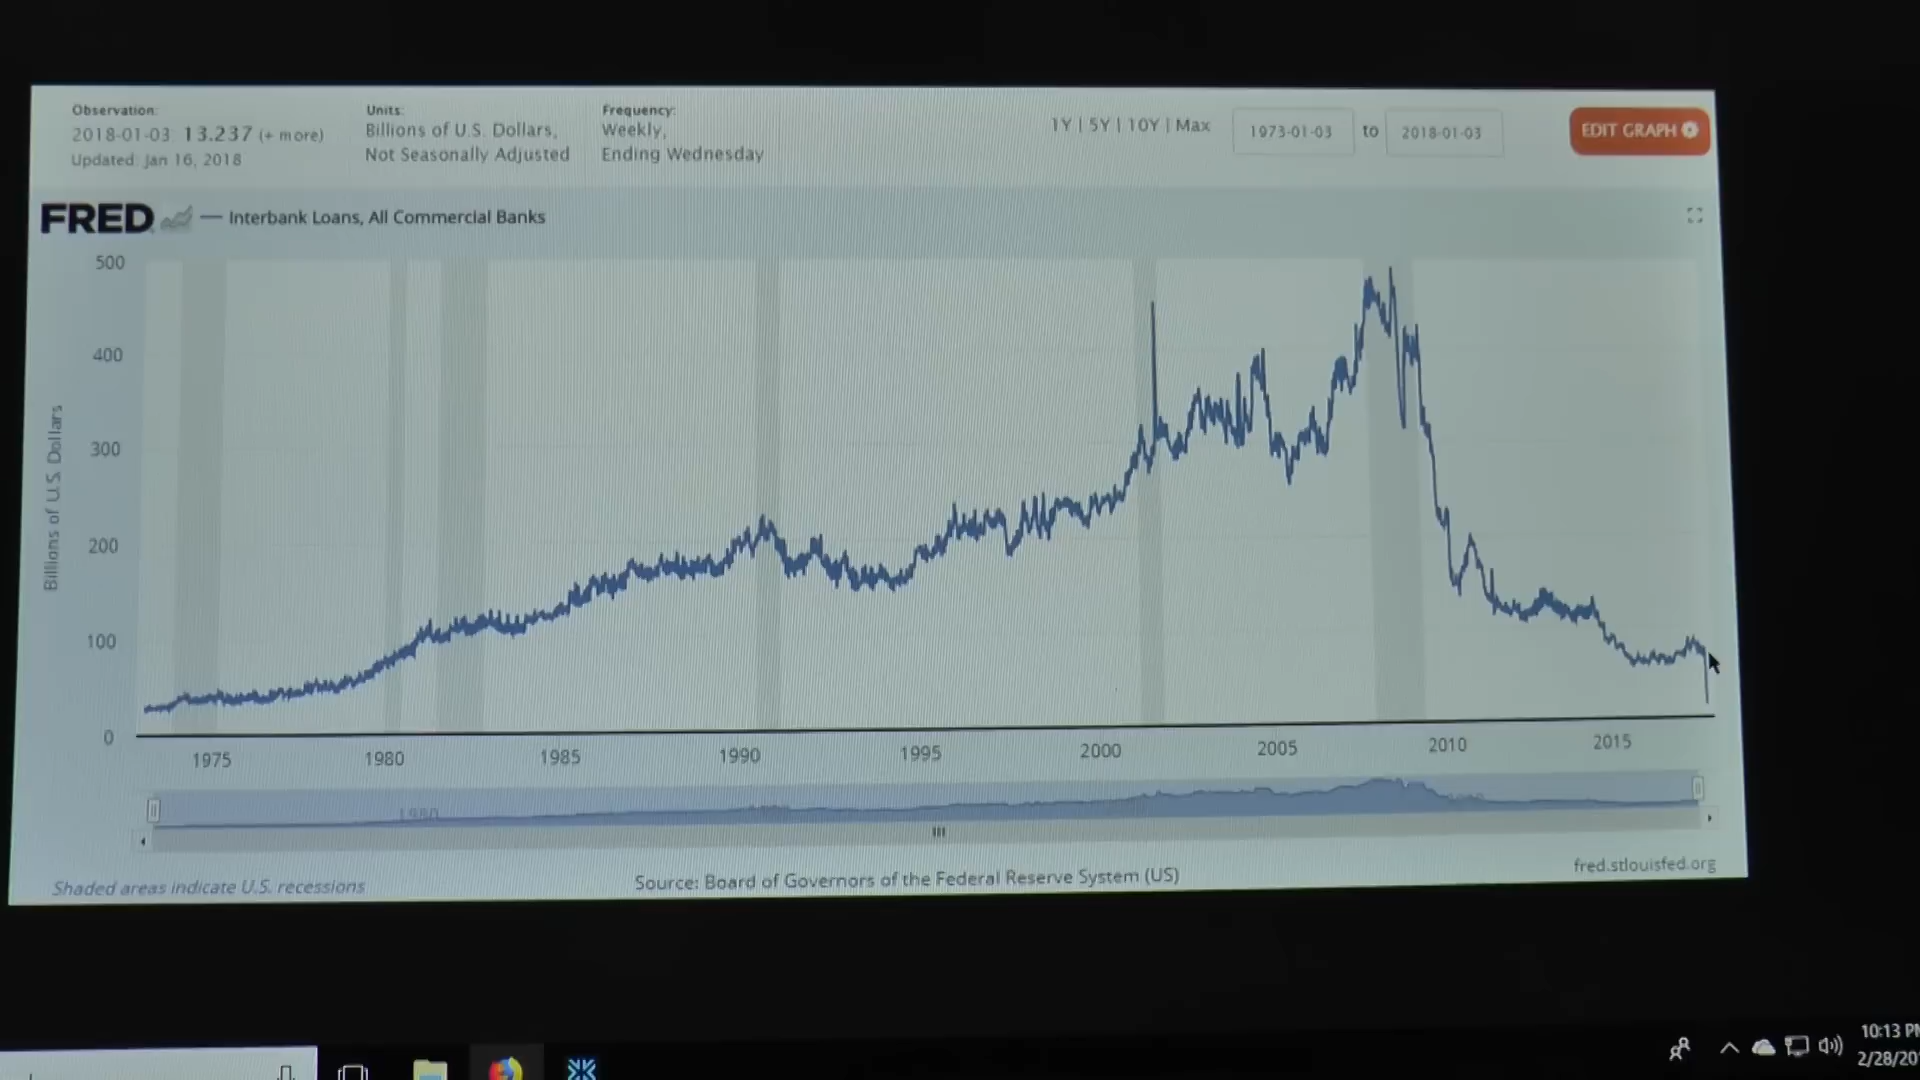 Observation:
2018-01-03: 13.237 (+ more)
Updated: Jan 16, 2018
Units:
Billions of U.S. Dollars,
Not Seasonally Adjusted
Frequency:
Weekly,
Ending Wednesday
1Y | 5Y | 10Y | Max
1973-01-03 to 2018-01-03
EDIT GRAPH
FRED — Interbank Loans, All Commercial Banks
Billions of U.S. Dollars
500
400
300
200
100
0
1975 1980 1985 1990 1995 2000 2005 2010 2015
1980
Shaded areas indicate U.S. recessions
Source: Board of Governors of the Federal Reserve System (US)
fred.stlouisfed.org
10:13 PM
2/28/20